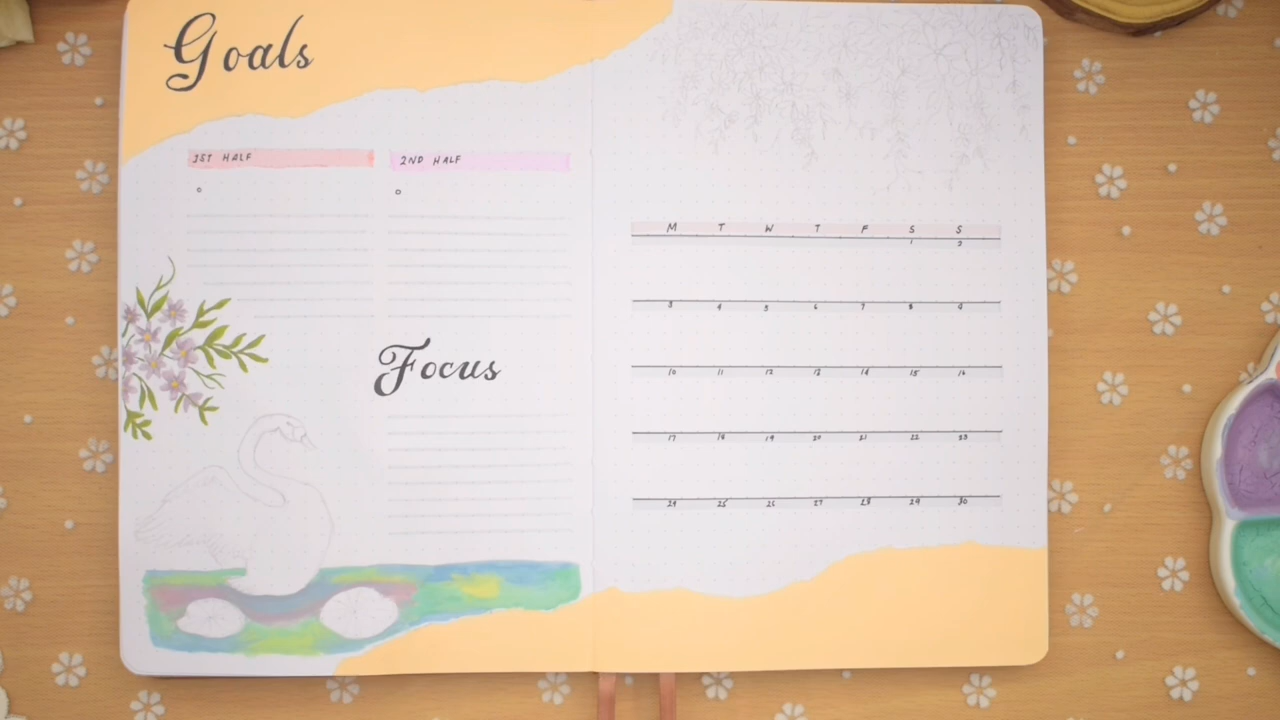 Goals
1ST HALF
2ND HALF
Focus
M T W T F S S
1 2
3 4 5 6 7 8 9
10 11 12 13 14 15 16
17 18 19 20 21 22 23
24 25 26 27 28 29 30